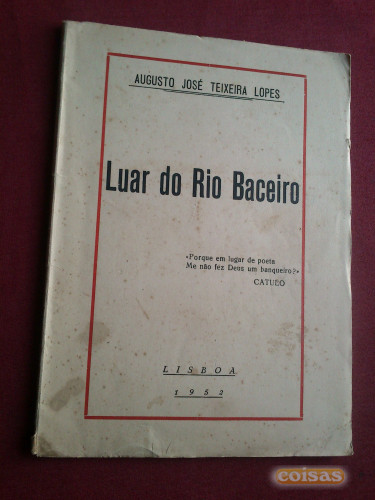 AUGUSTO JOSÉ TEIXEIRA LOPES
Luar do Rio Baceiro
«Porque em logar de poeta
Me não fez Deus um banqueiro?»
CATULO
LISBOA
1952
coisas